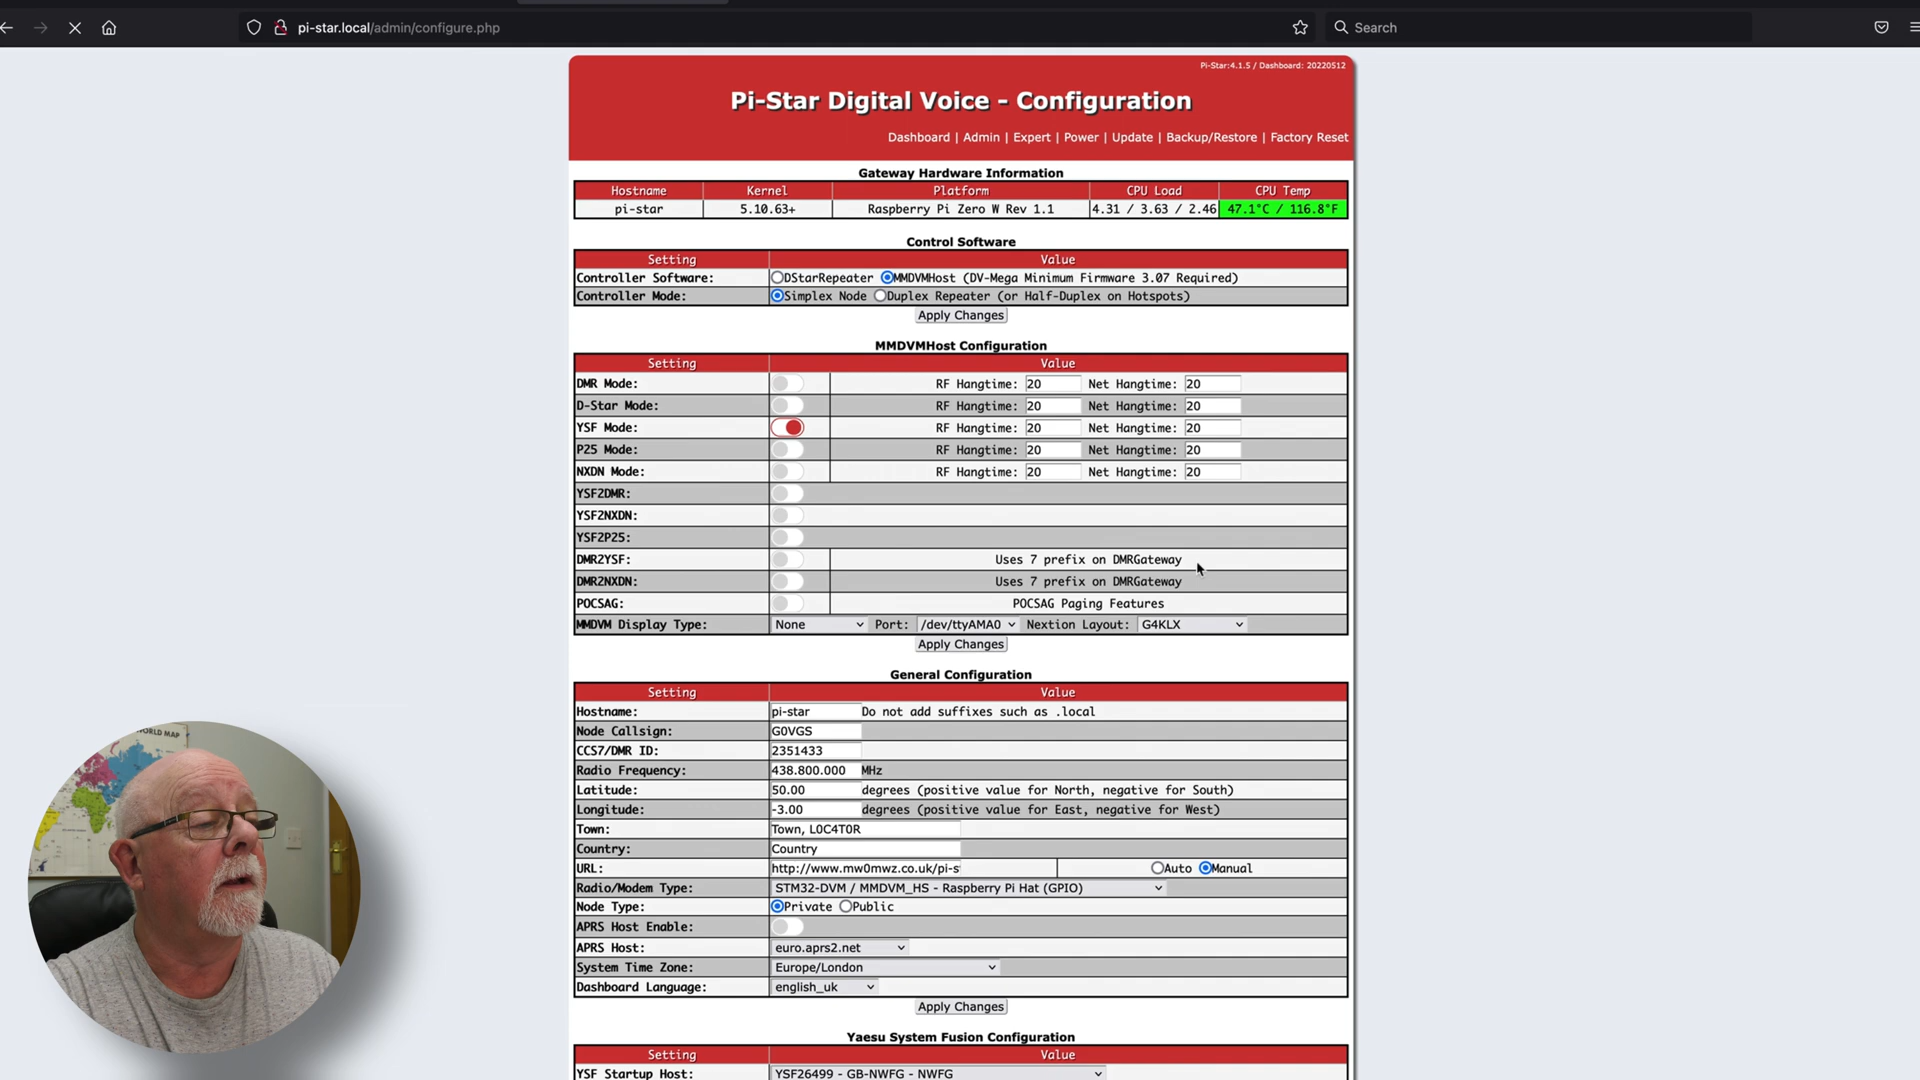 pi-star.local/admin/configure.php
Search
Pi-Star:4.1.5 / Dashboard: 20220512
Pi-Star Digital Voice - Configuration
Dashboard | Admin | Expert | Power | Update | Backup/Restore | Factory Reset
Gateway Hardware Information
Hostname Kernel Platform CPU Load CPU Temp
pi-star 5.10.63+ Raspberry Pi Zero W Rev 1.1 4.31 / 3.63 / 2.46 47.1°C / 116.8°F
Control Software
Setting Value
Controller Software: DStarRepeater MMDVMHost (DV-Mega Minimum Firmware 3.07 Required)
Controller Mode: Simplex Node Duplex Repeater (or Half-Duplex on Hotspots)
Apply Changes
MMDVMHost Configuration
Setting Value
DMR Mode: RF Hangtime: 20 Net Hangtime: 20
D-Star Mode: RF Hangtime: 20 Net Hangtime: 20
YSF Mode: RF Hangtime: 20 Net Hangtime: 20
P25 Mode: RF Hangtime: 20 Net Hangtime: 20
NXDN Mode: RF Hangtime: 20 Net Hangtime: 20
YSF2DMR:
YSF2NXDN:
YSF2P25:
DMR2YSF: Uses 7 prefix on DMRGateway
DMR2NXDN: Uses 7 prefix on DMRGateway
POCSAG: POCSAG Paging Features
MMDVM Display Type: None Port: /dev/ttyAMA0 Nextion Layout: G4KLX
Apply Changes
General Configuration
Setting Value
Hostname: pi-star Do not add suffixes such as .local
Node Callsign: G0VGS
CCS7/DMR ID: 2351433
Radio Frequency: 438.800.000 MHz
Latitude: 50.00 degrees (positive value for North, negative for South)
Longitude: -3.00 degrees (positive value for East, negative for West)
Town: Town, L0C4T0R
Country: Country
URL: http://www.mw0mwz.co.uk/pi-s Auto Manual
Radio/Modem Type: STM32-DVM / MMDVM_HS - Raspberry Pi Hat (GPIO)
Node Type: Private Public
APRS Host Enable:
APRS Host: euro.aprs2.net
System Time Zone: Europe/London
Dashboard Language: english_uk
Apply Changes
Yaesu System Fusion Configuration
Setting Value
YSF Startup Host: YSF26499 - GB-NWFG - NWFG
WORLD MAP